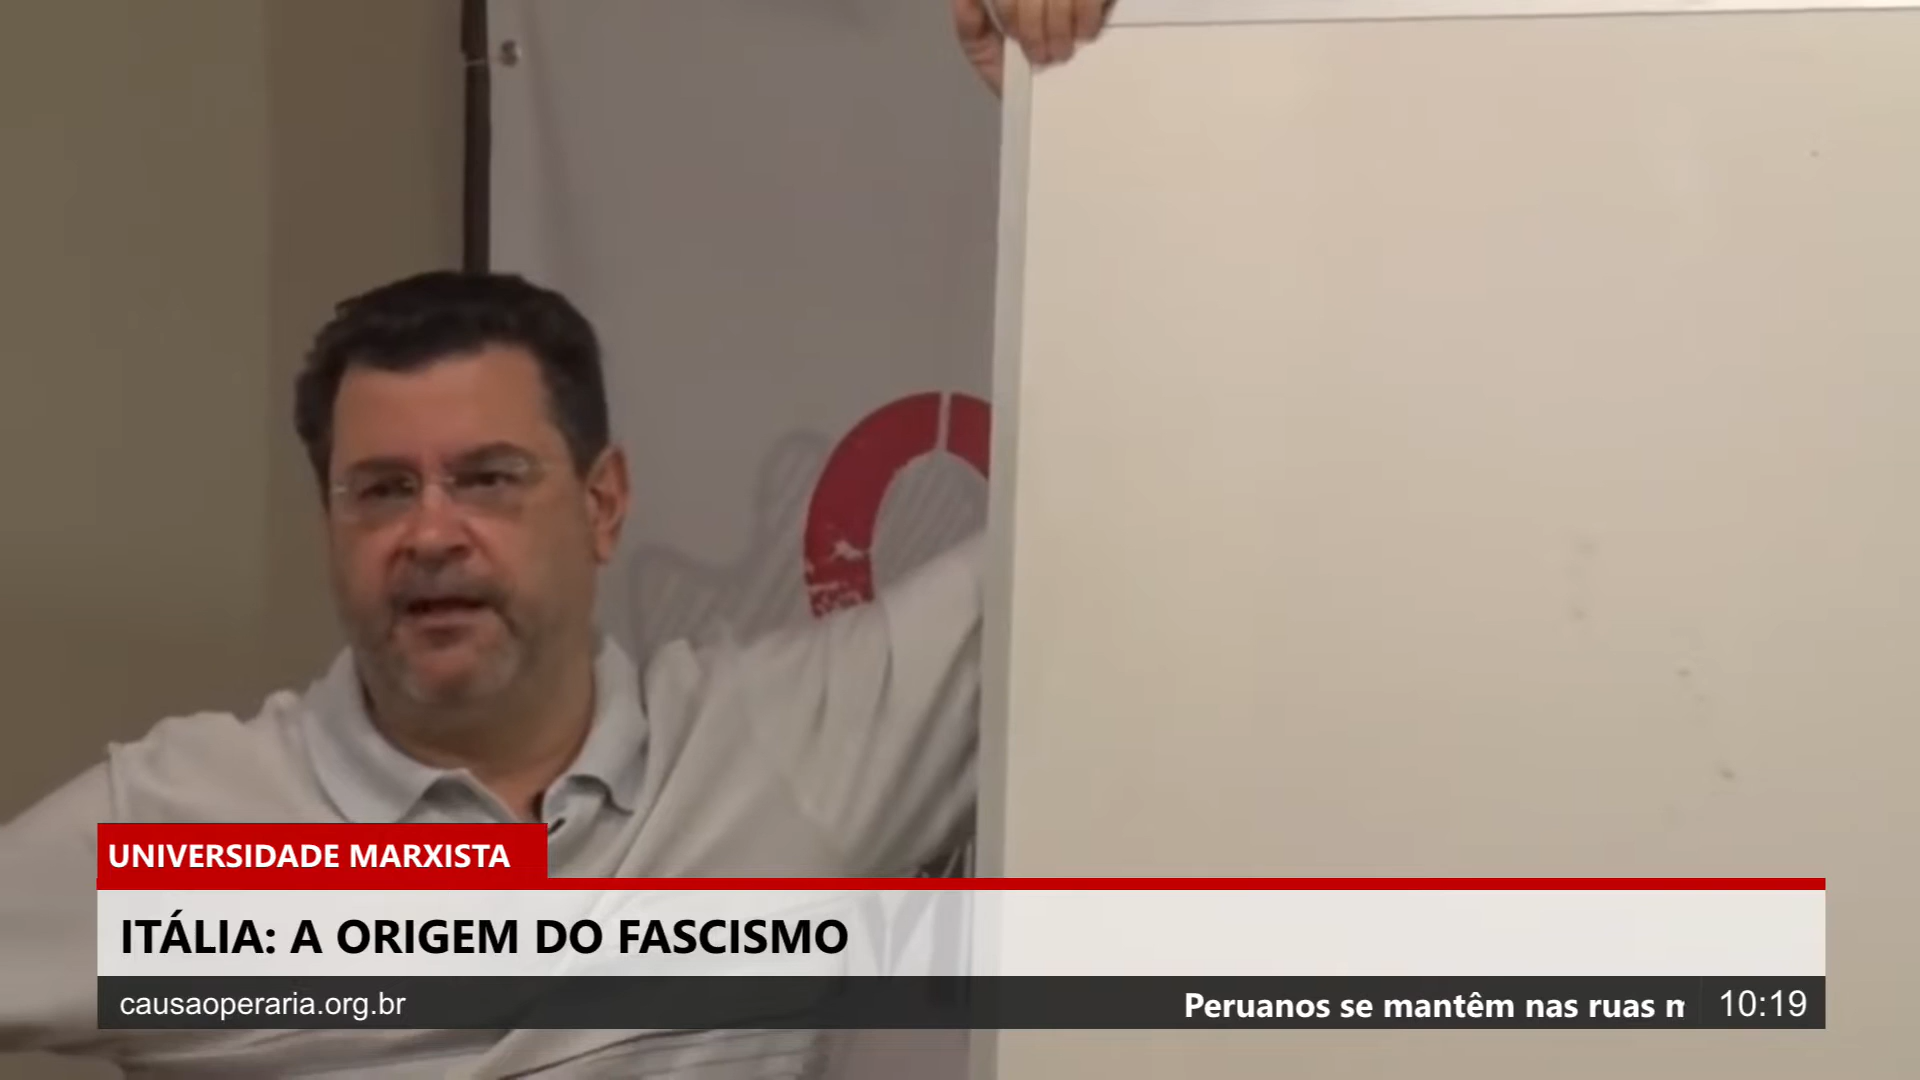 UNIVERSIDADE MARXISTA
ITÁLIA: A ORIGEM DO FASCISMO
causaoperaria.org.br
Peruanos se mantêm nas ruas
10:19